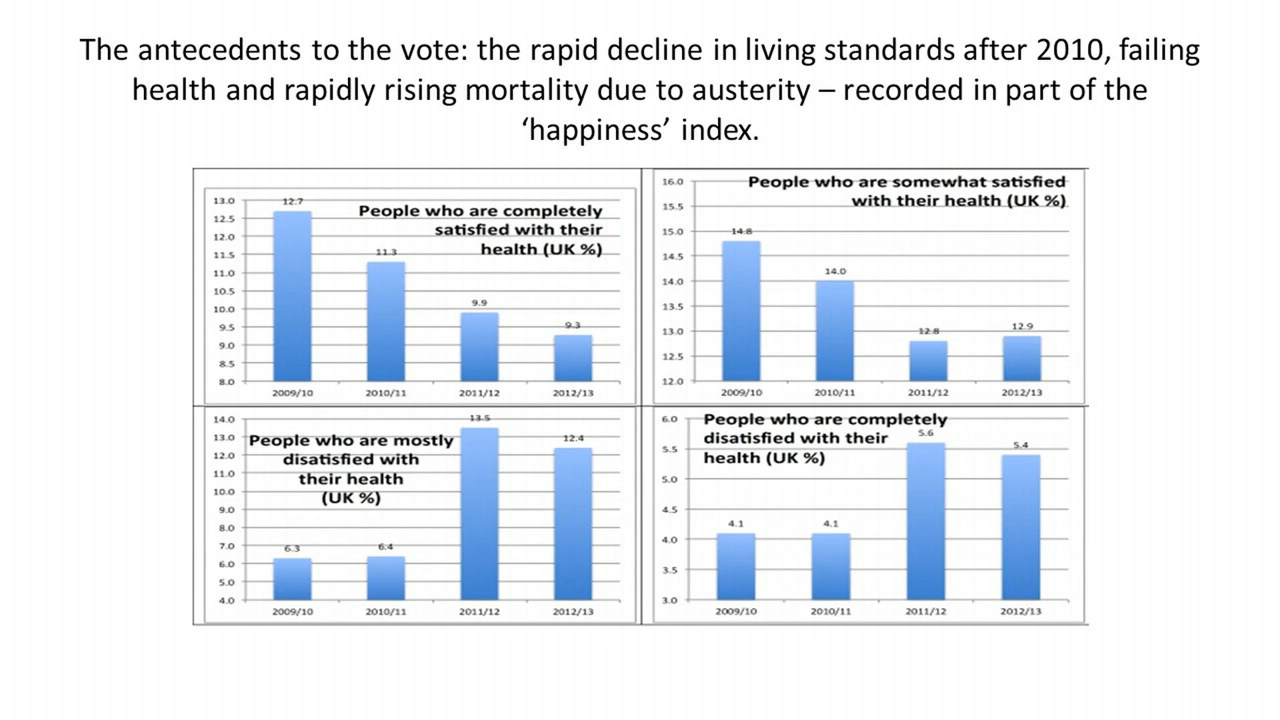 The antecedents to the vote: the rapid decline in living standards after 2010, failing
health and rapidly rising mortality due to austerity – recorded in part of the
‘happiness’ index.
People who are completely
satisfied with their
health (UK %)
13.0
12.5
12.0
11.5
11.0
10.5
10.0
9.5
9.0
8.5
8.0
12.7
11.3
9.9
9.3
2009/10 2010/11 2011/12 2012/13
People who are somewhat satisfied
with their health (UK %)
16.0
15.5
15.0
14.5
14.0
13.5
13.0
12.5
12.0
14.8
14.0
12.8
12.9
2009/10 2010/11 2011/12 2012/13
People who are mostly
disatisfied with
their health
(UK %)
14.0
13.0
12.0
11.0
10.0
9.0
8.0
7.0
6.0
5.0
4.0
6.3
6.4
13.5
12.4
2009/10 2010/11 2011/12 2012/13
People who are completely
disatisfied with their
health (UK %)
6.0
5.5
5.0
4.5
4.0
3.5
3.0
4.1
4.1
5.6
5.4
2009/10 2010/11 2011/12 2012/13